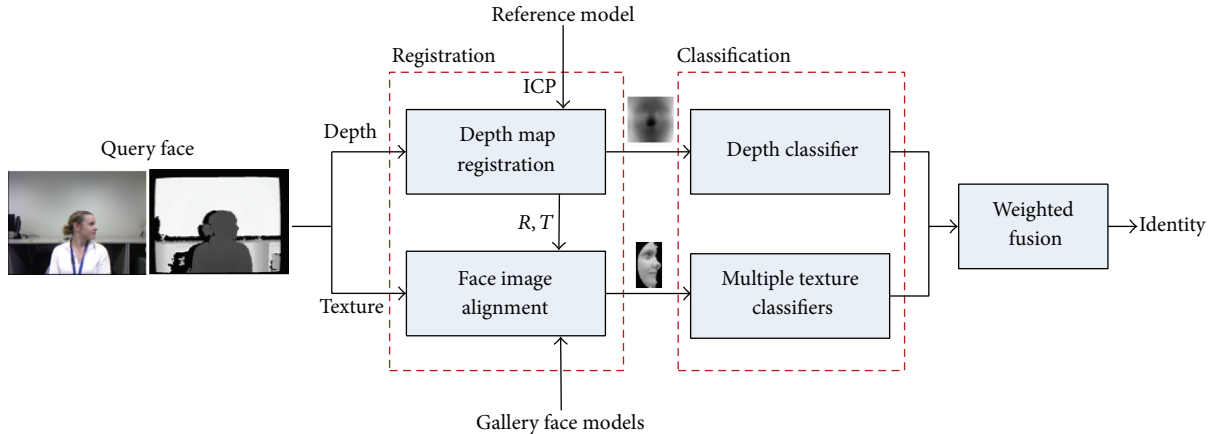 Reference model
Registration
Classification
ICP
Query face
Depth
Depth map
registration
Depth classifier
R, T
Weighted
fusion
Identity
Texture
Face image
alignment
Multiple texture
classifiers
Gallery face models